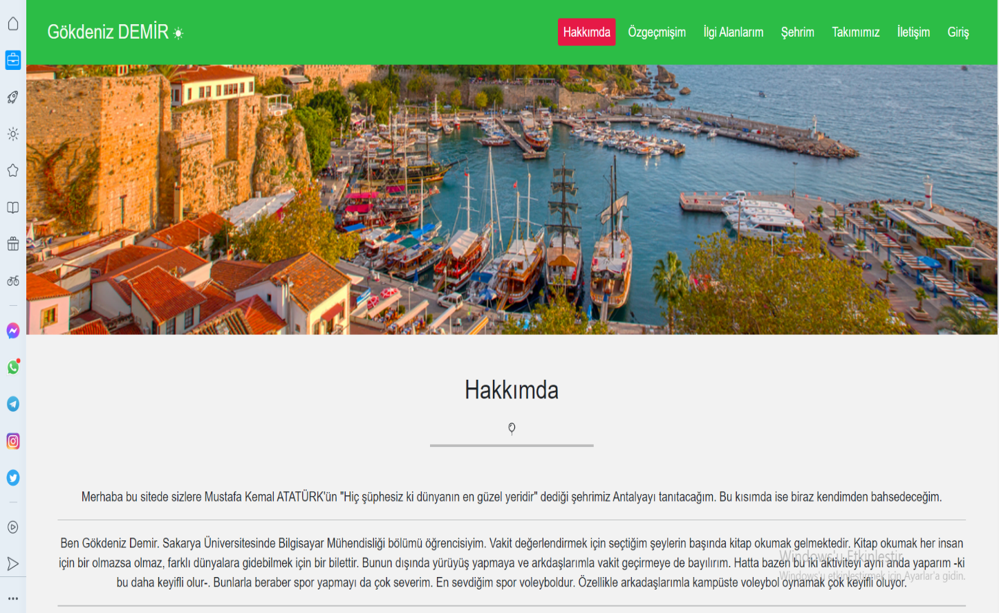 Gökdeniz DEMİR
Hakkımda Özgeçmişim İlgi Alanlarım Şehrim Takımımız İletişim Giriş
Hakkımda
Merhaba bu sitede sizlere Mustafa Kemal ATATÜRK'ün "Hiç şüphesiz ki dünyanın en güzel yeridir" dediği şehrimiz Antalyayı tanıtacağım. Bu kısımda ise biraz kendimden bahsedeceğim.
Ben Gökdeniz Demir. Sakarya Üniversitesinde Bilgisayar Mühendisliği bölümü öğrencisiyim. Vakit değerlendirmek için seçtiğim şeylerin başında kitap okumak gelmektedir. Kitap okumak her insan
için bir olmazsa olmaz, farklı dünyalara gidebilmek için bir bilettir. Bunun dışında yürüyüş yapmaya ve arkdaşlarımla vakit geçirmeye de bayılırım. Hatta bazen bu iki aktiviteyi aynı anda yaparım -ki
bu daha keyifli olur-. Bunlarla beraber spor yapmayı da çok severim. En sevdiğim spor voleyboldur. Özellikle arkadaşlarımla kampüste voleybol oynamak çok keyifli oluyor.
Windows'u Etkinleştir
Windows'u etkinleştirmek için Ayarlar'a gidin.